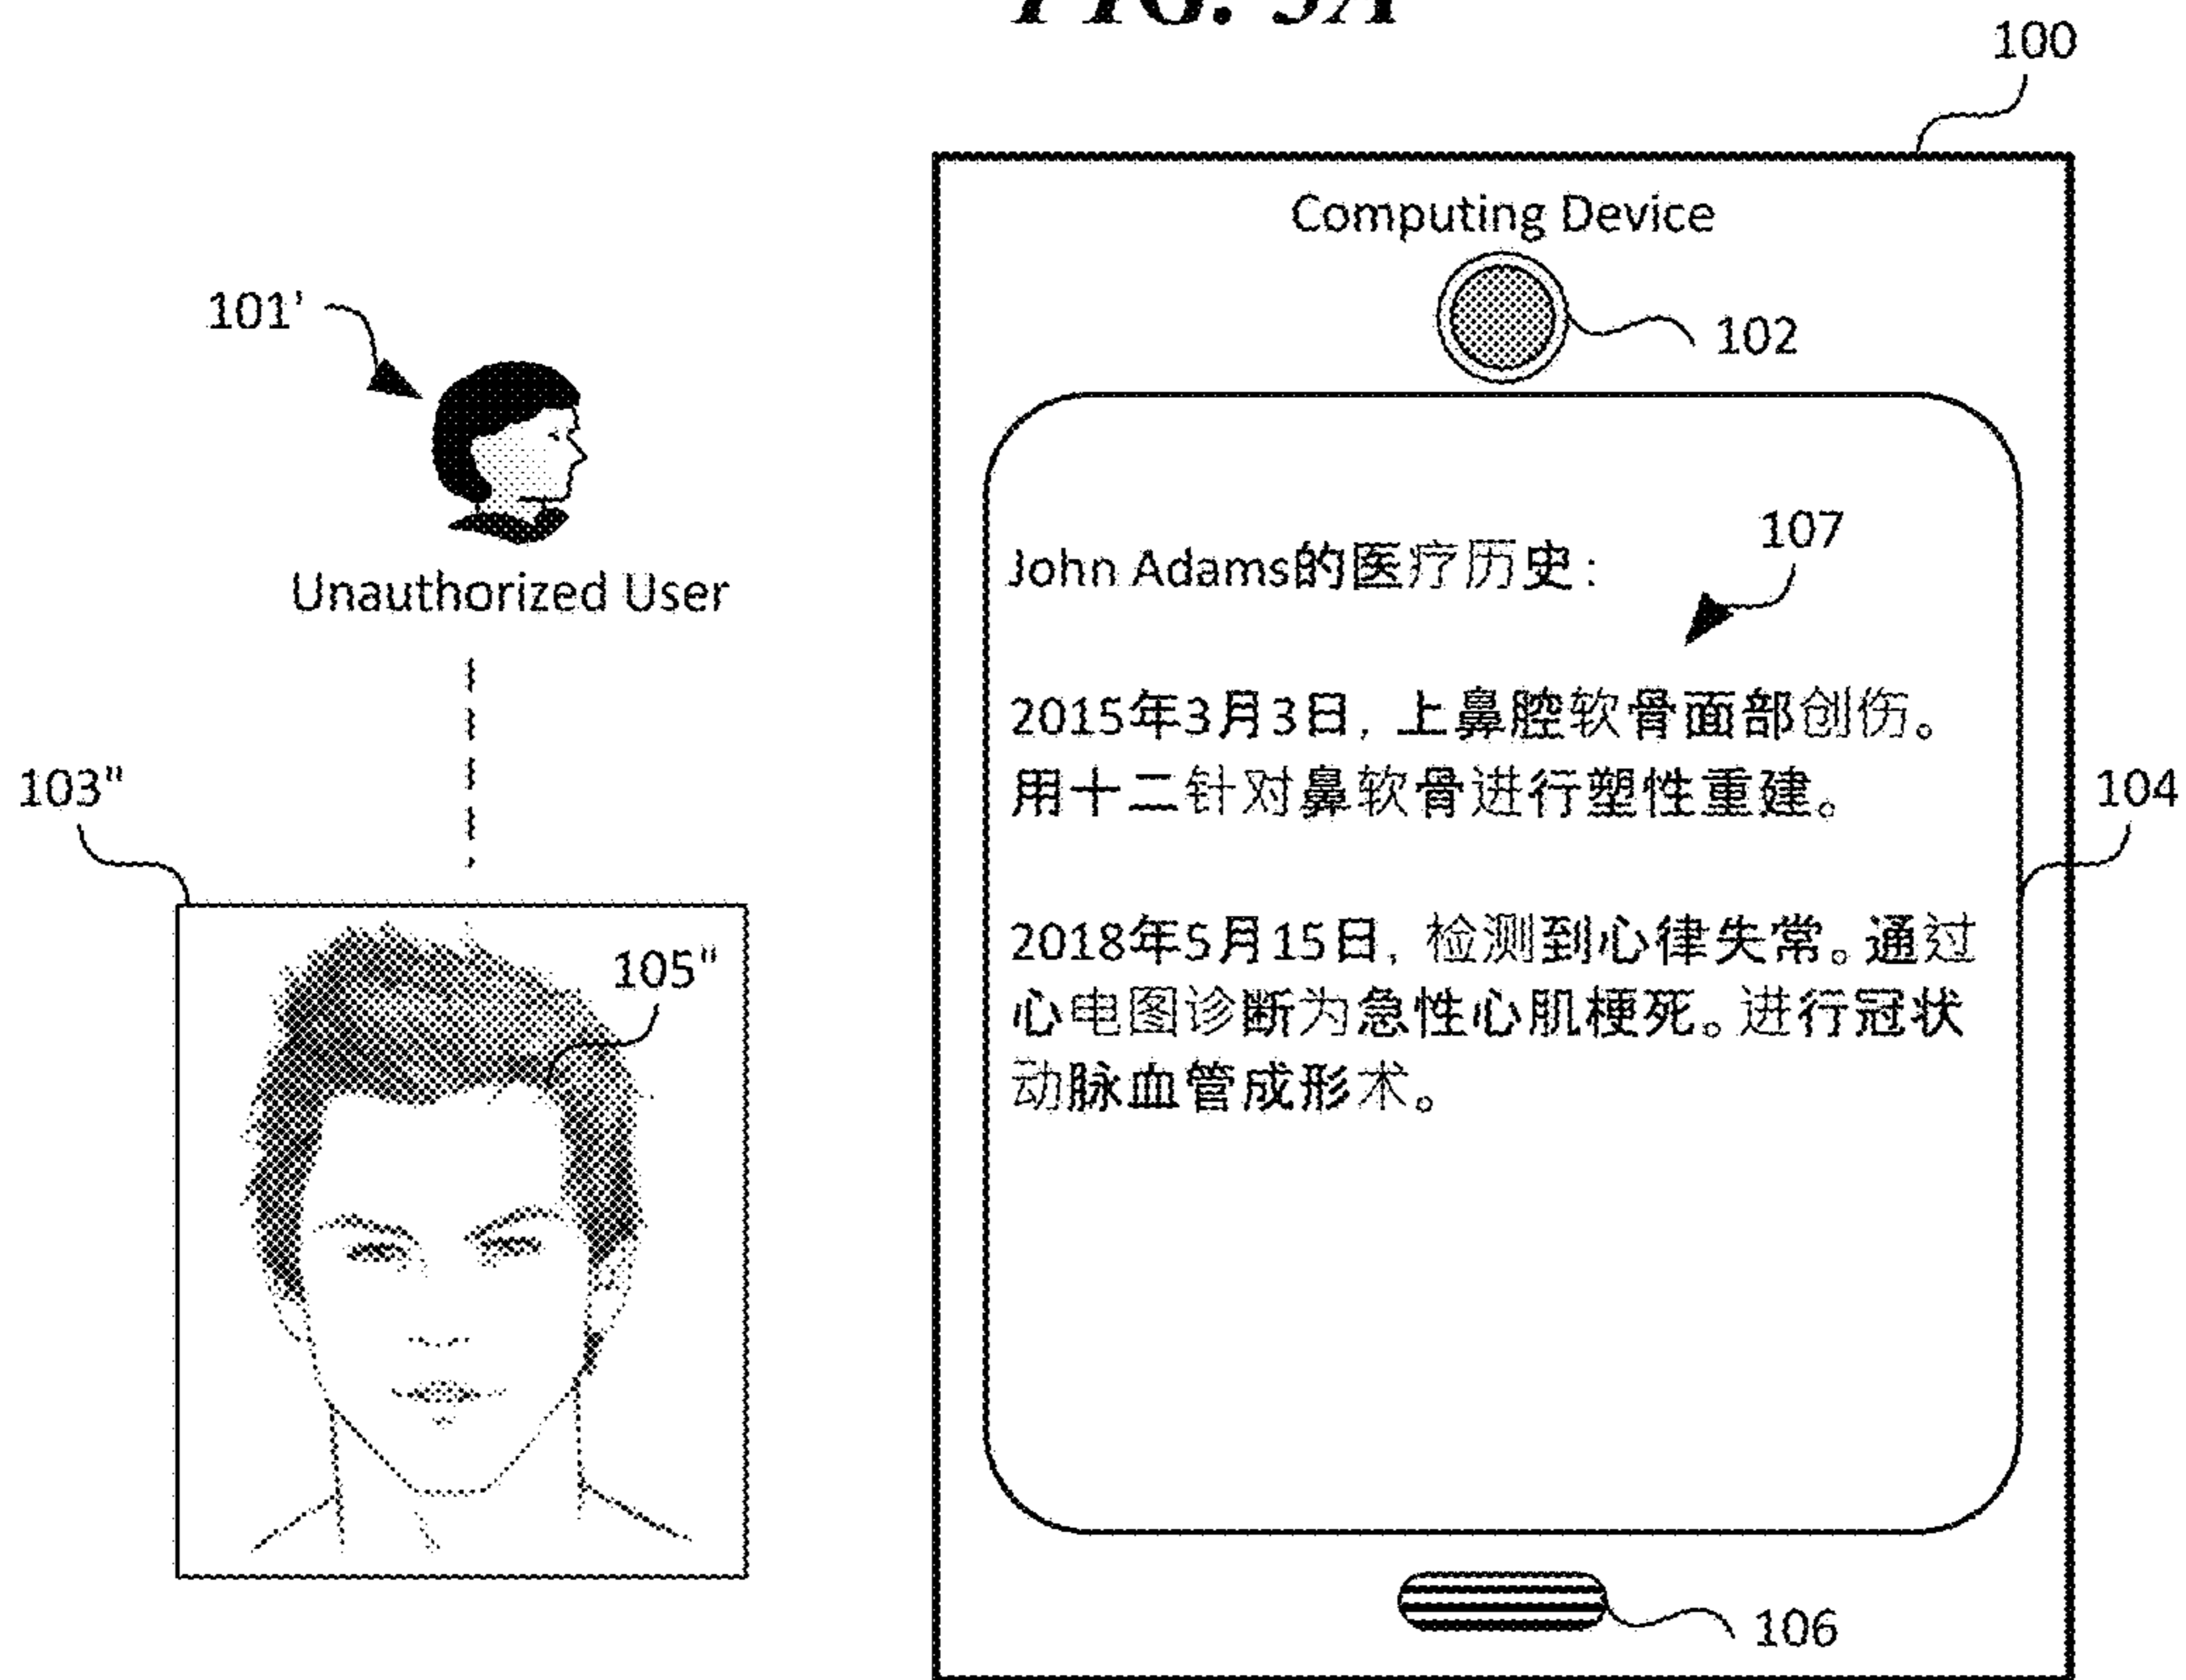 100
Computing Device
101'
102
107
John Adams的医疗历史：
Unauthorized User
2015年3月3日, 上鼻腔软骨面部创伤。
用十二针对鼻软骨进行塑性重建。
103"
104
2018年5月15日, 检测到心律失常。通过
心电图诊断为急性心肌梗死。进行冠状
动脉血管成形术。
105"
106